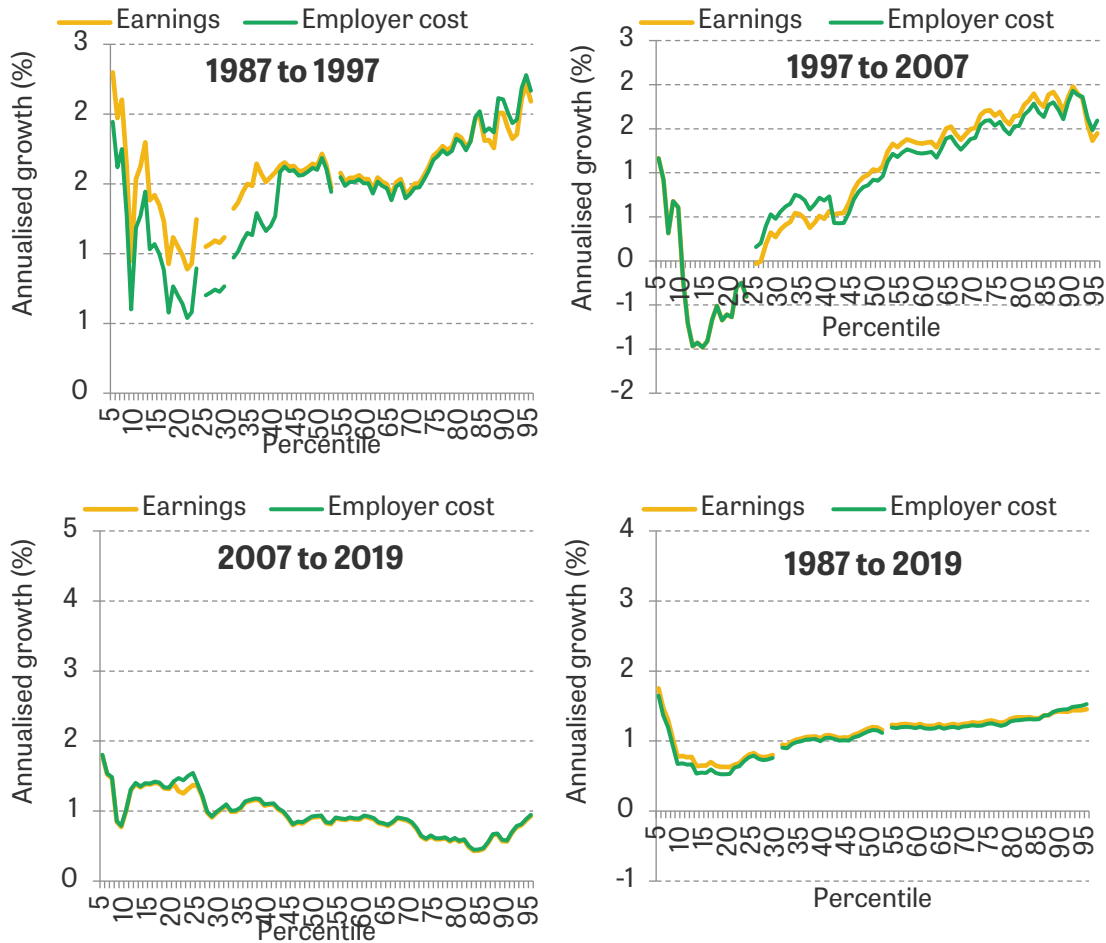 Earnings Employer cost
1987 to 1997
Annualised growth (%)
3
2
2
1
1
0
5 10 15 20 25 30 35 40 45 50 55 60 65 70 75 80 85 90 95
Percentile
Earnings Employer cost
1997 to 2007
Annualised growth (%)
3
2
2
1
1
0
-1
-1
-2
5 10 15 20 25 30 35 40 45 50 55 60 65 70 75 80 85 90 95
Percentile
Earnings Employer cost
2007 to 2019
Annualised growth (%)
5
4
3
2
1
0
5 10 15 20 25 30 35 40 45 50 55 60 65 70 75 80 85 90 95
Percentile
Earnings Employer cost
1987 to 2019
Annualised growth (%)
4
3
2
1
0
-1
5 10 15 20 25 30 35 40 45 50 55 60 65 70 75 80 85 90 95
Percentile